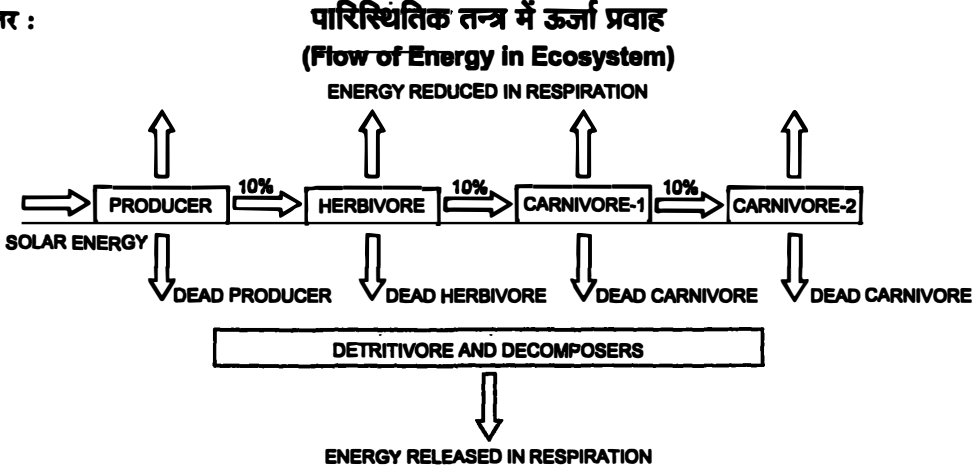 पारिस्थितिक तन्त्र में ऊर्जा प्रवाह
(Flow of Energy in Ecosystem)
ENERGY REDUCED IN RESPIRATION
10% 10% 10%
PRODUCER HERBIVORE CARNIVORE-1 CARNIVORE-2
SOLAR ENERGY
DEAD PRODUCER DEAD HERBIVORE DEAD CARNIVORE DEAD CARNIVORE
DETRITIVORE AND DECOMPOSERS
ENERGY RELEASED IN RESPIRATION